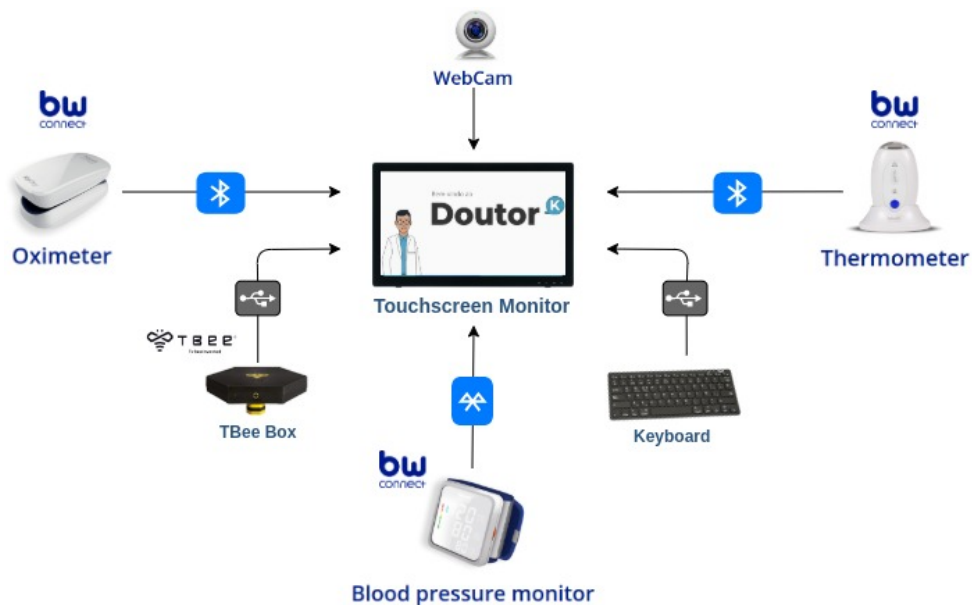 WebCam
bw
connect
bw
connect
Doutor
K
Oximeter
Thermometer
Touchscreen Monitor
TBEE
TBee Box
Keyboard
bw
connect
Blood pressure monitor